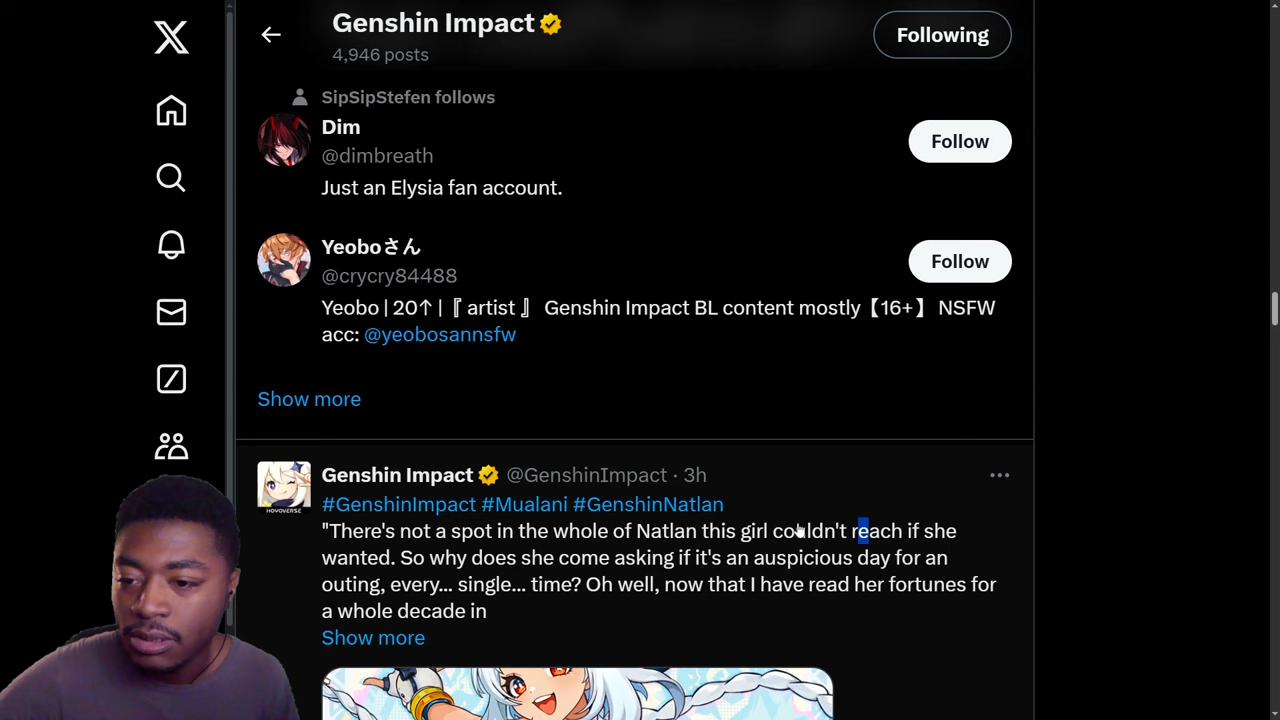 Genshin Impact
4,946 posts
Following
SipSipStefen follows
Dim
@dimbreath
Follow
Just an Elysia fan account.
Yeoboさん
@crycry84488
Follow
Yeobo | 20↑ |『 artist 』 Genshin Impact BL content mostly【16+】 NSFW
acc: @yeobosannsfw
Show more
Genshin Impact @GenshinImpact · 3h
#GenshinImpact #Mualani #GenshinNatlan
"There's not a spot in the whole of Natlan this girl couldn't reach if she
wanted. So why does she come asking if it's an auspicious day for an
outing, every... single... time? Oh well, now that I have read her fortunes for
a whole decade in
Show more
HOYOVERSE